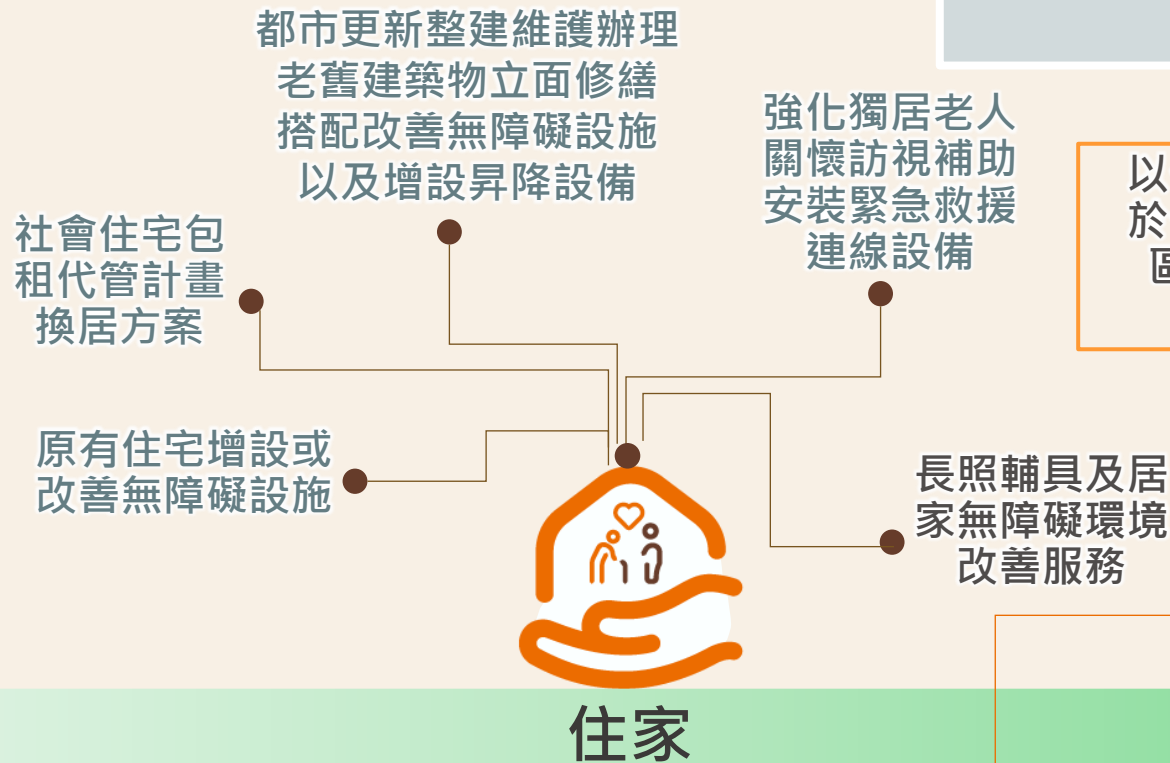 都市更新整建維護辦理
老舊建築物立面修繕
搭配改善無障礙設施
以及增設昇降設備
強化獨居老人
關懷訪視補助
安裝緊急救援
連線設備
以
於
社會住宅包
租代管計畫
換居方案
原有住宅增設或
改善無障礙設施
長照輔具及居
家無障礙環境
改善服務
住家